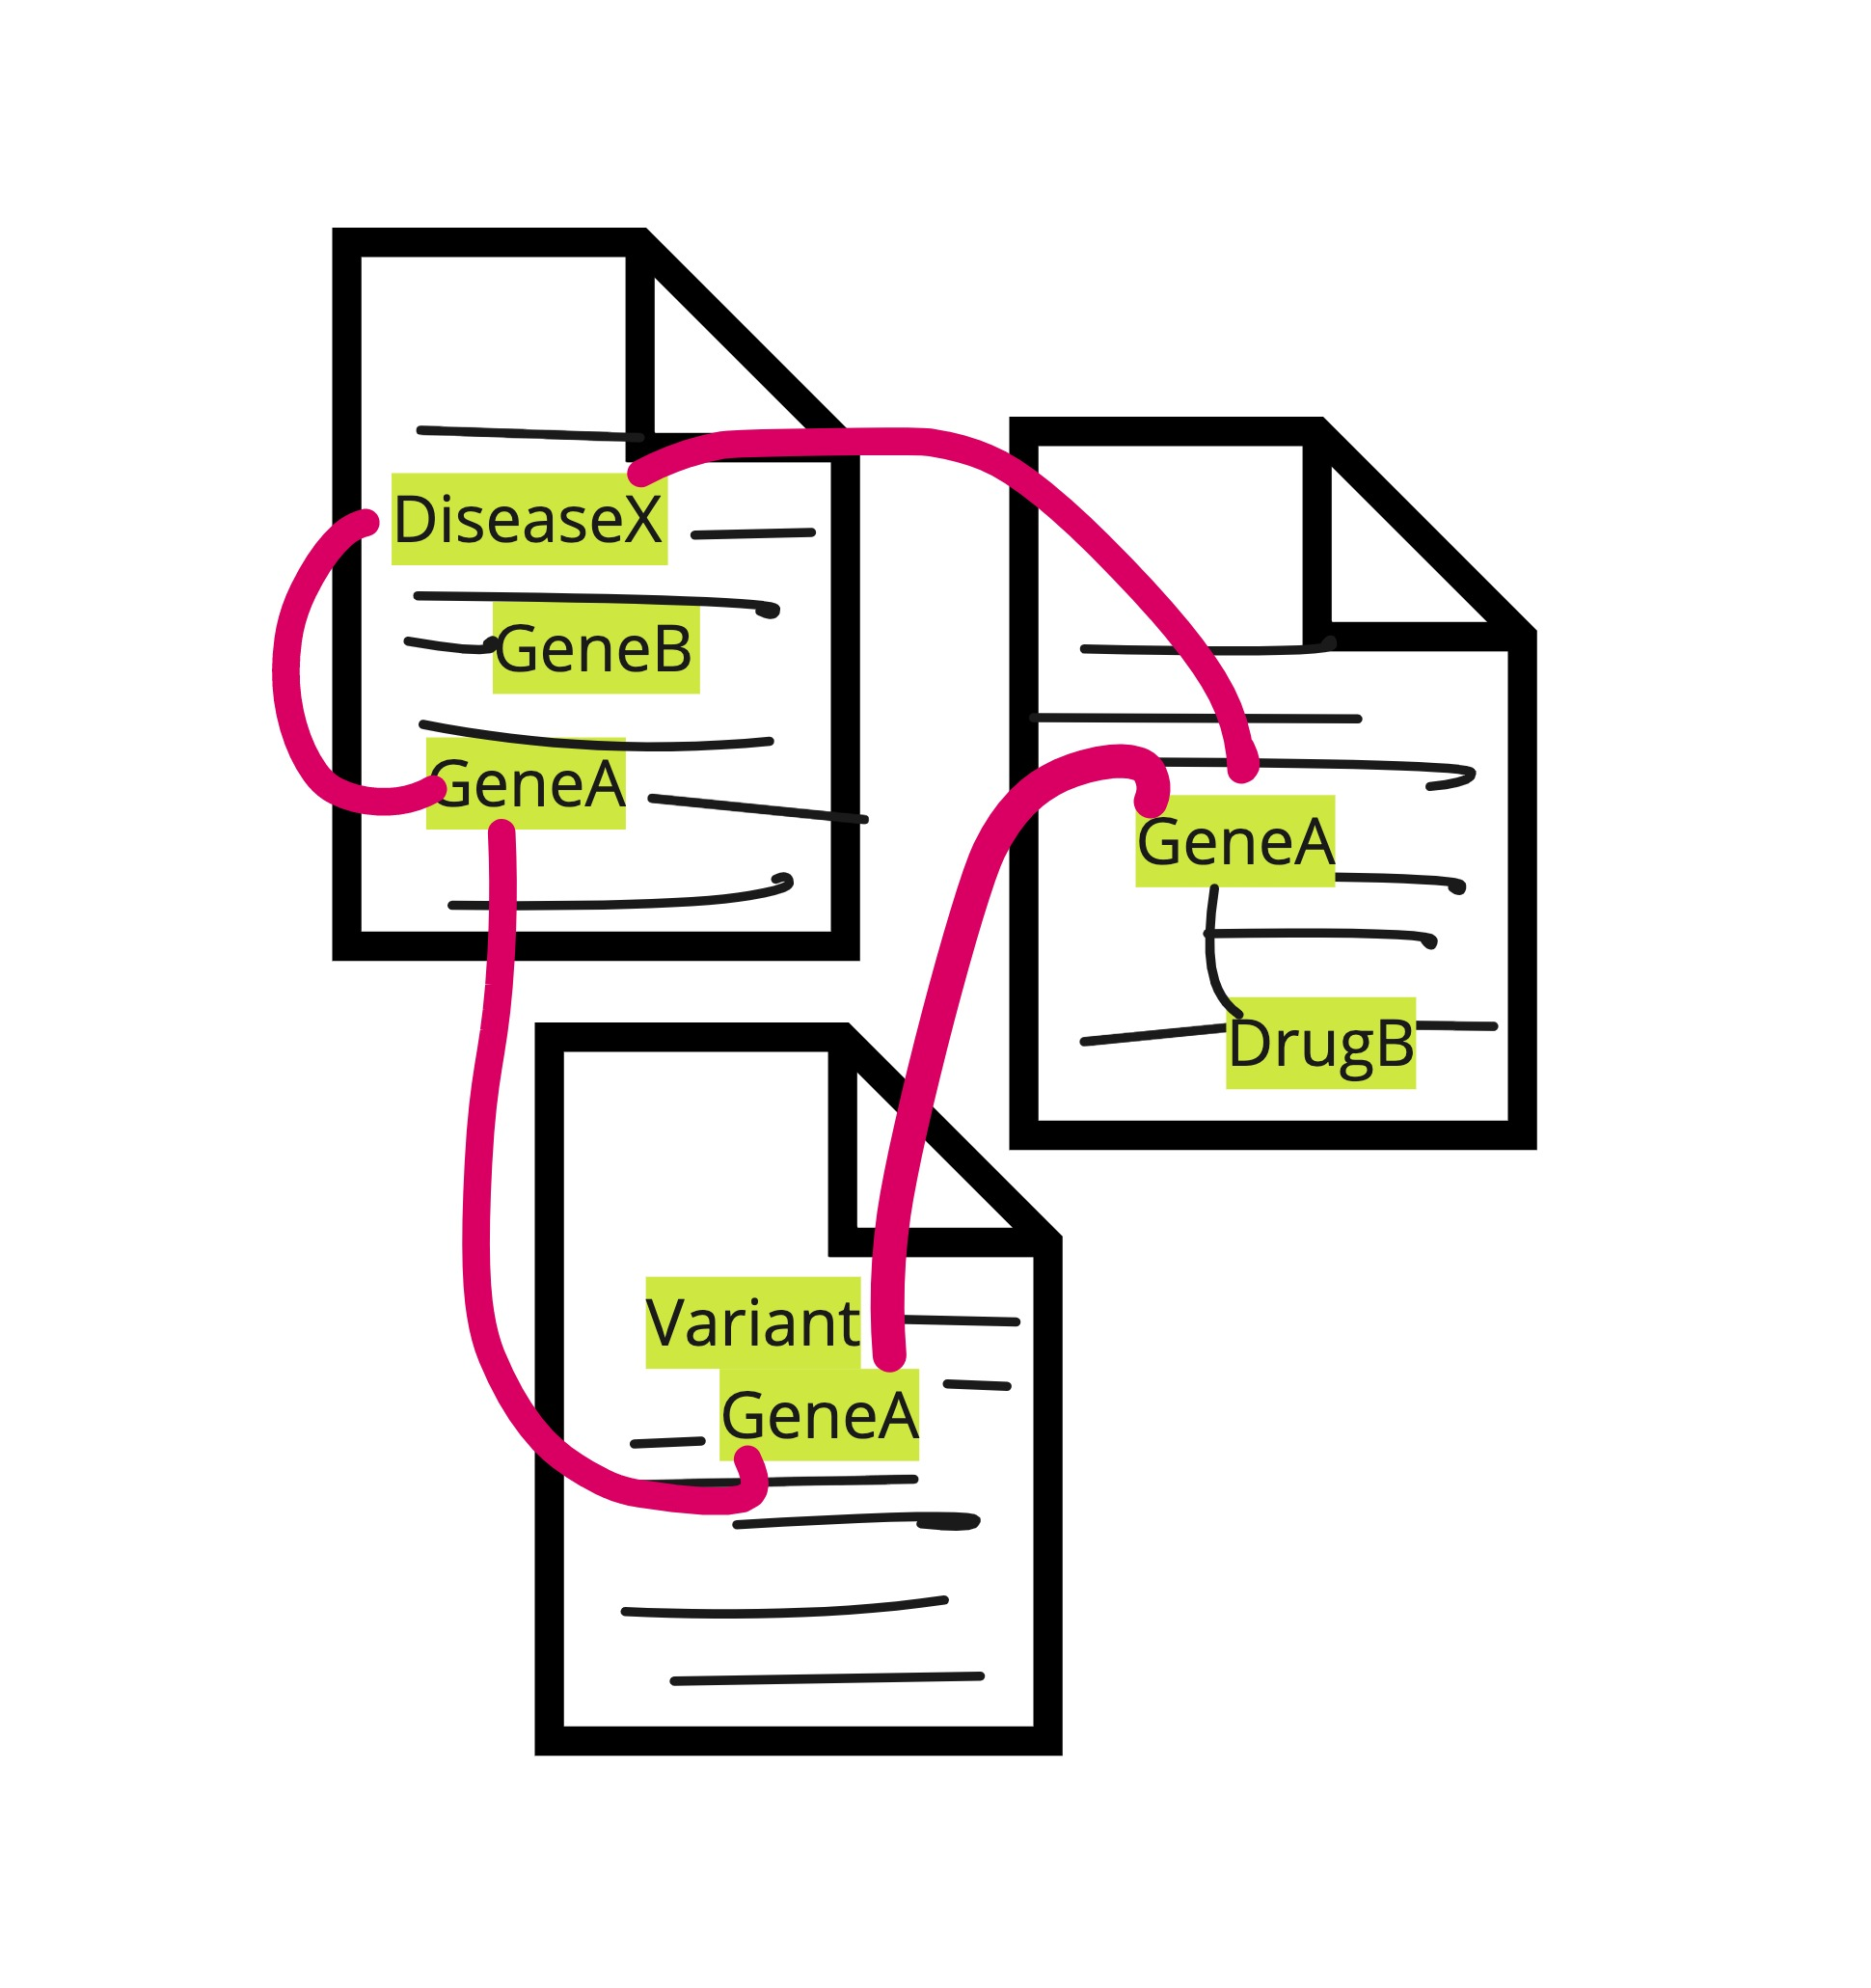 DiseaseX
GeneB
GeneA
GeneA
DrugB
Variant
GeneA